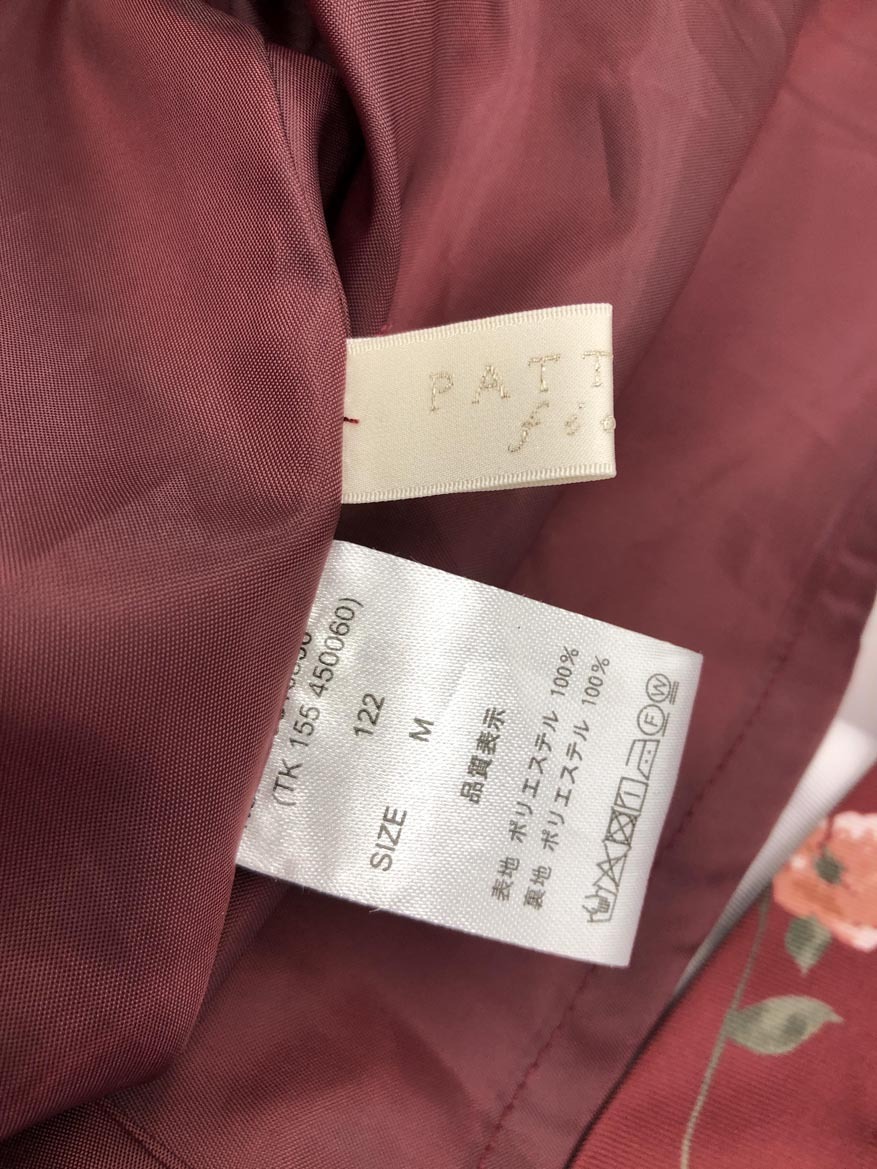 PATT
(TK 155 450060)
122
SIZE M
品質表示
表地 ポリエステル 100%
裏地 ポリエステル 100%
F W